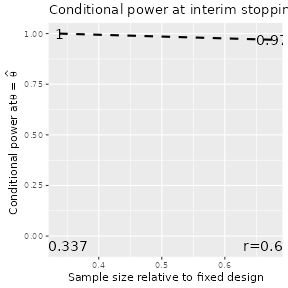 Conditional power at interim stoppin
1.00
1
0.97
0.75
0.50
0.25
0.00
0.337
r=0.6
0.4
0.5
0.6
Conditional power at θ = θ̂
Sample size relative to fixed design